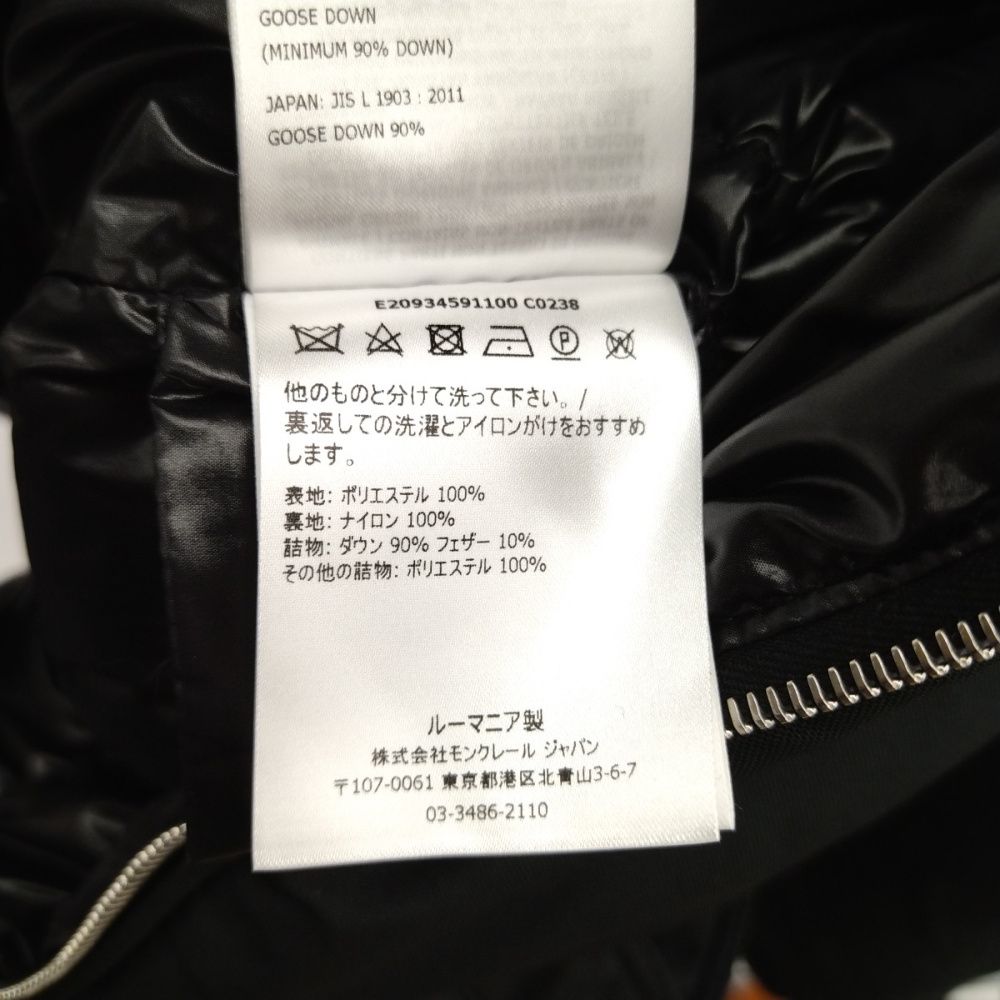 GOOSE DOWN
(MINIMUM 90% DOWN)
JAPAN: JIS L 1903 : 2011
GOOSE DOWN 90%
E20934591100 C0238
他のものと分けて洗って下さい。/
裏返しての洗濯とアイロンがけをおすすめ
します。
表地: ポリエステル 100%
裏地: ナイロン 100%
詰物: ダウン 90% フェザー 10%
その他の詰物: ポリエステル 100%
ルーマニア製
株式会社モンクレール ジャパン
〒107-0061 東京都港区北青山3-6-7
03-3486-2110